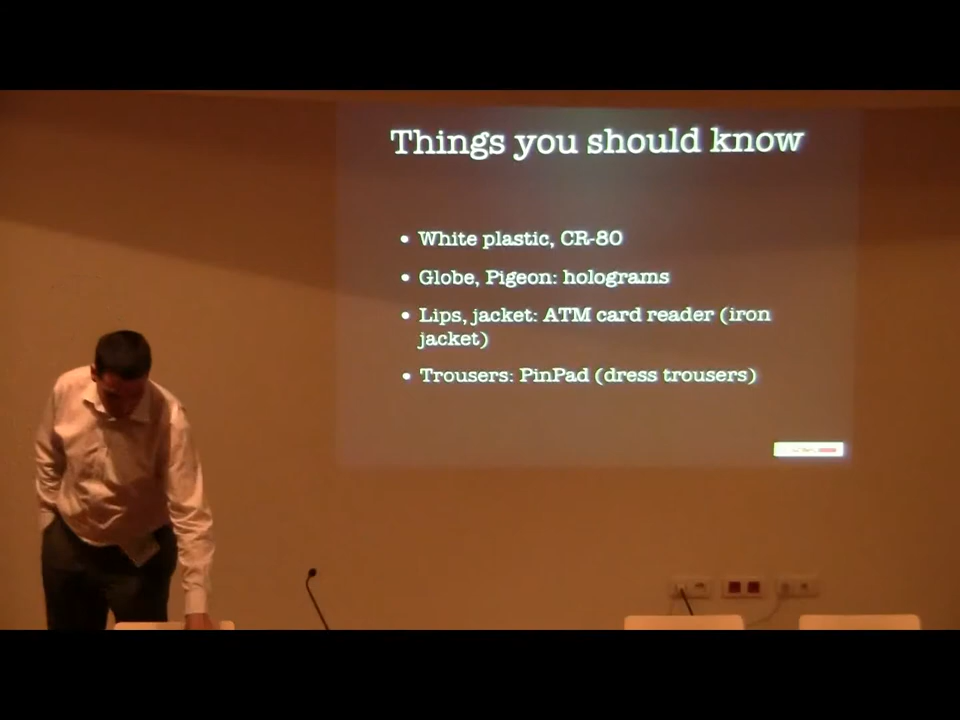 Things you should know
• White plastic, CR-80
• Globe, Pigeon: holograms
• Lips, jacket: ATM card reader (iron
jacket)
• Trousers: PinPad (dress trousers)